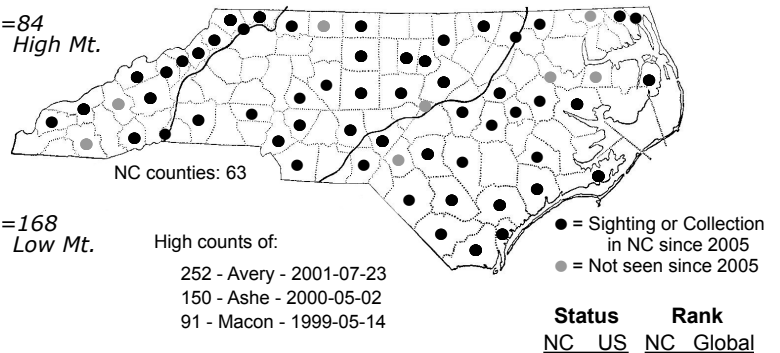 =84
High Mt.
NC counties: 63
=168
Low Mt.
High counts of:
252 - Avery - 2001-07-23
150 - Ashe - 2000-05-02
91 - Macon - 1999-05-14
= Sighting or Collection
in NC since 2005
= Not seen since 2005
Status Rank
NC US NC Global